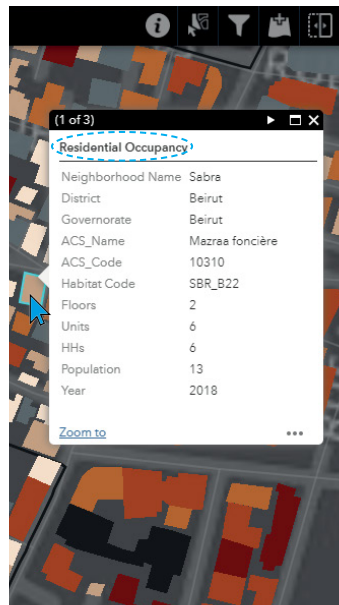 (1 of 3)
Residential Occupancy
Neighborhood Name Sabra
District Beirut
Governorate Beirut
ACS_Name Mazraa foncière
ACS_Code 10310
Habitat Code SBR_B22
Floors 2
Units 6
HHs 6
Population 13
Year 2018
Zoom to